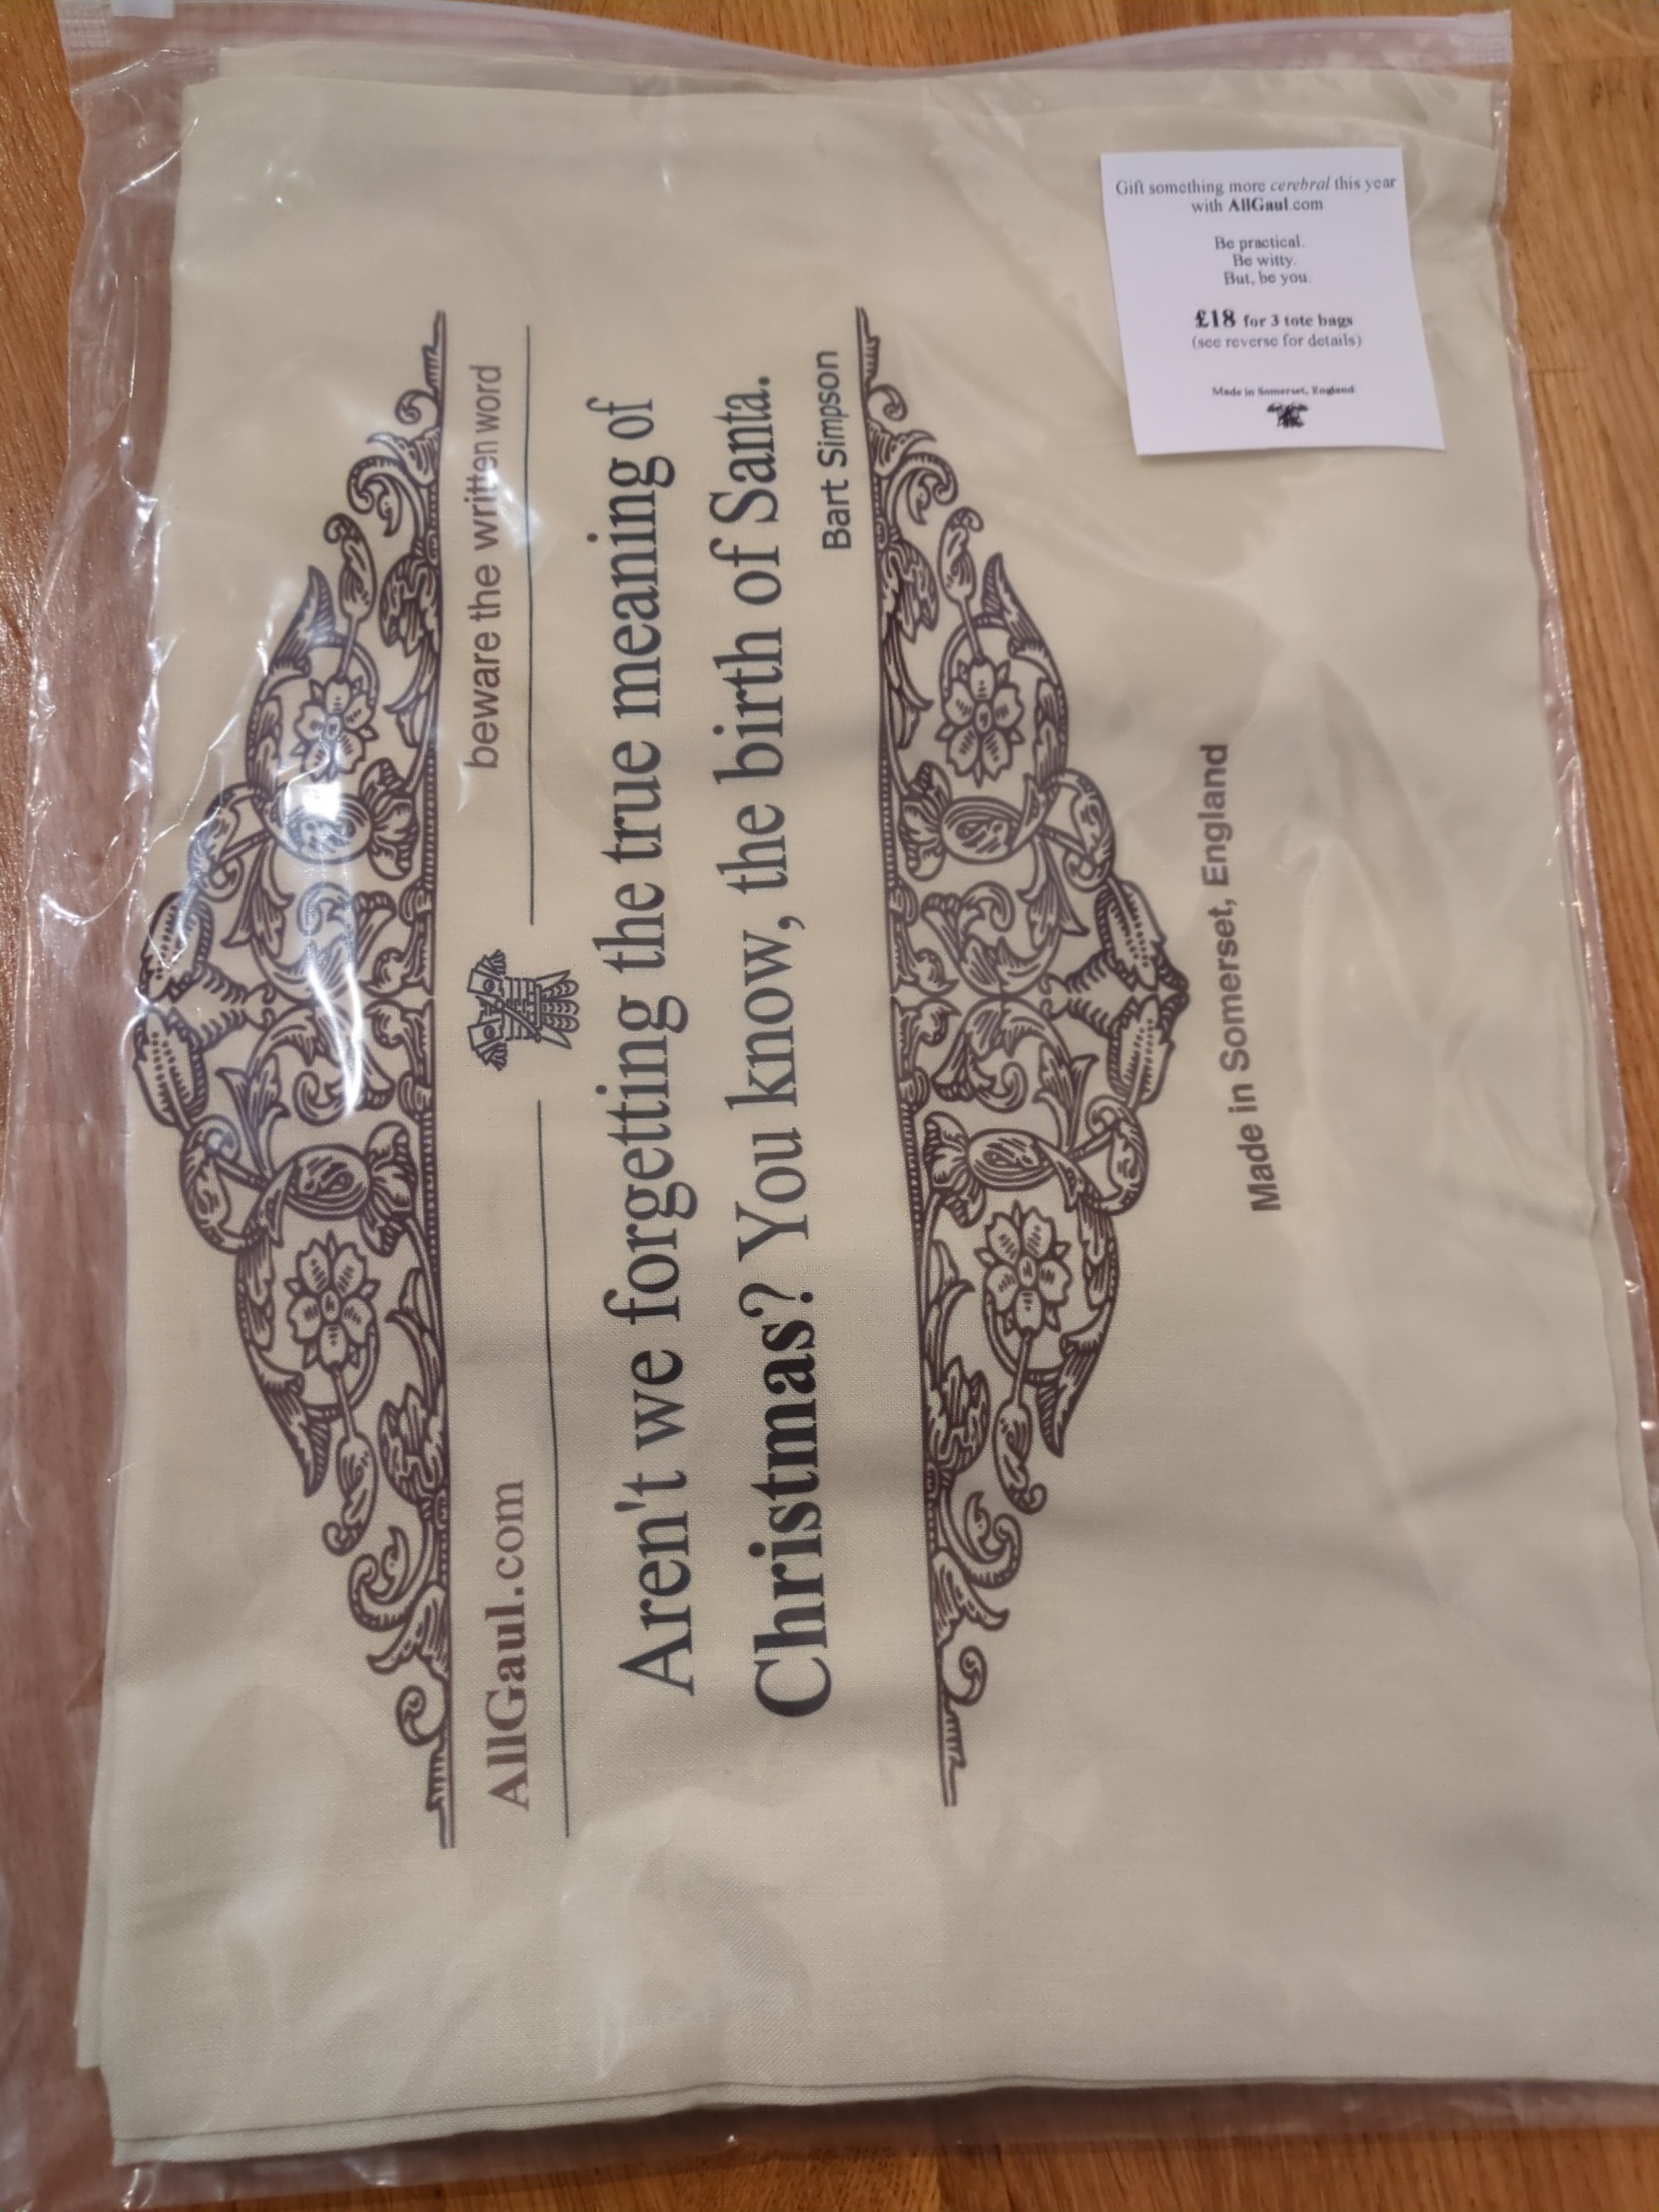 AllGaul.com
beware the written word
Aren't we forgetting the true meaning of
Christmas? You know, the birth of Santa.
Bart Simpson
Made in Somerset, England
Gift something more cerebral this year
with AllGaul.com
Be practical.
Be witty.
But, be you.
£18 for 3 tote bags
(see reverse for details)
Made in Somerset, England